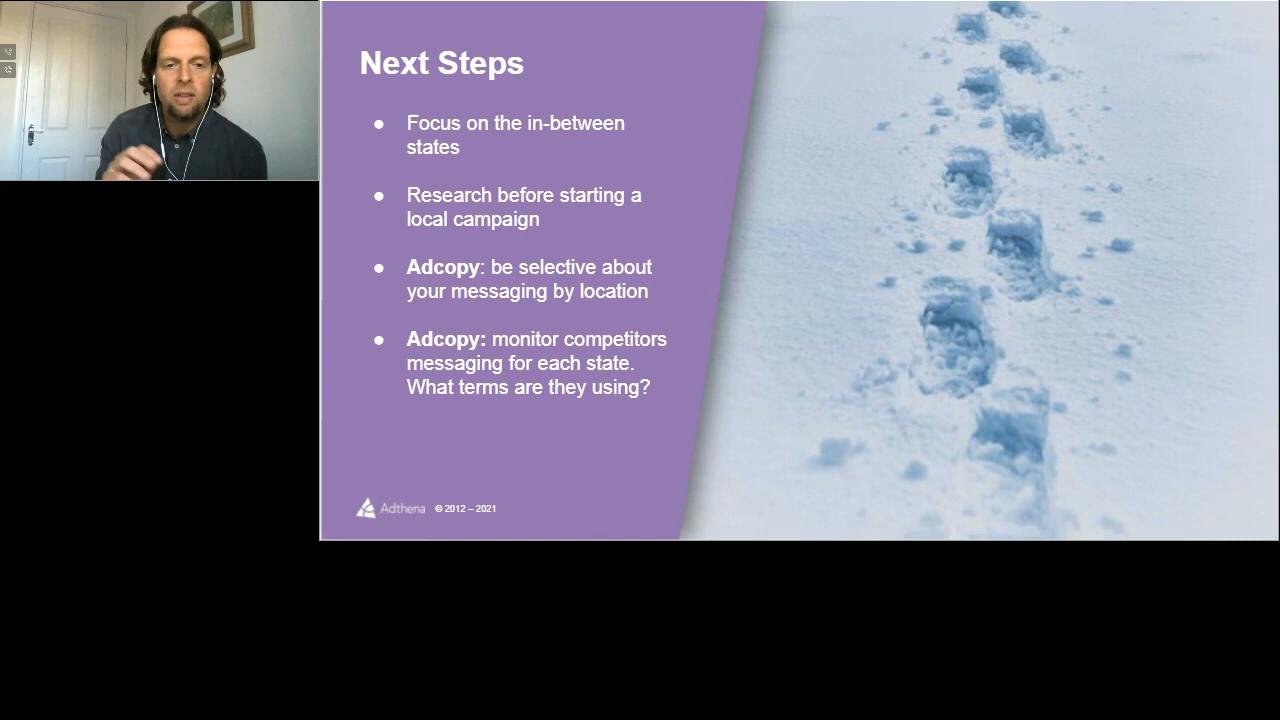 Next Steps
● Focus on the in-between
states
● Research before starting a
local campaign
● Adcopy: be selective about
your messaging by location
● Adcopy: monitor competitors
messaging for each state.
What terms are they using?
Adthena © 2012 – 2021